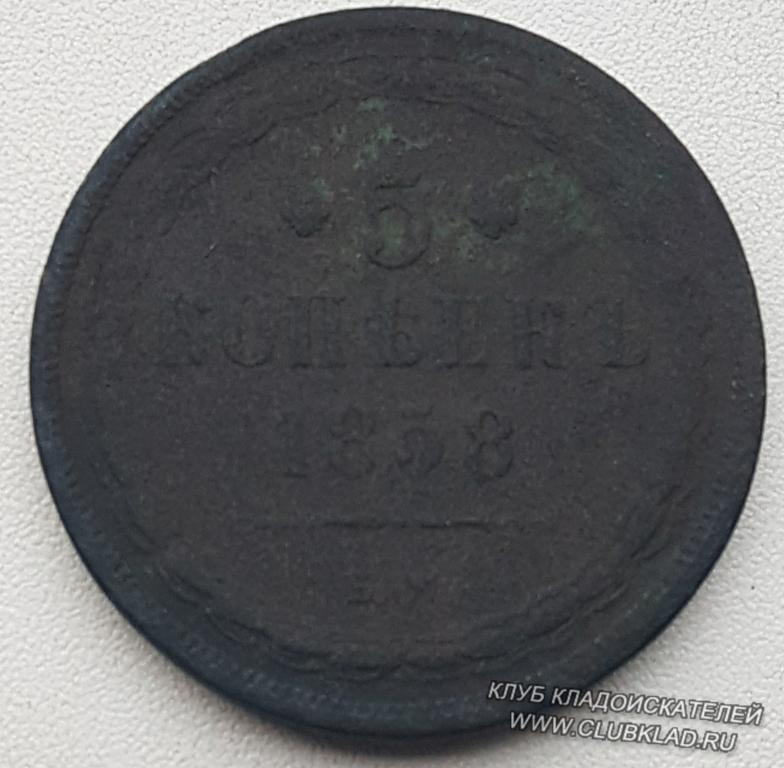 5
КОПѢЕКЪ
1858
Е.М.
КЛУБ КЛАДОИСКАТЕЛЕЙ
WWW.CLUBKLAD.RU